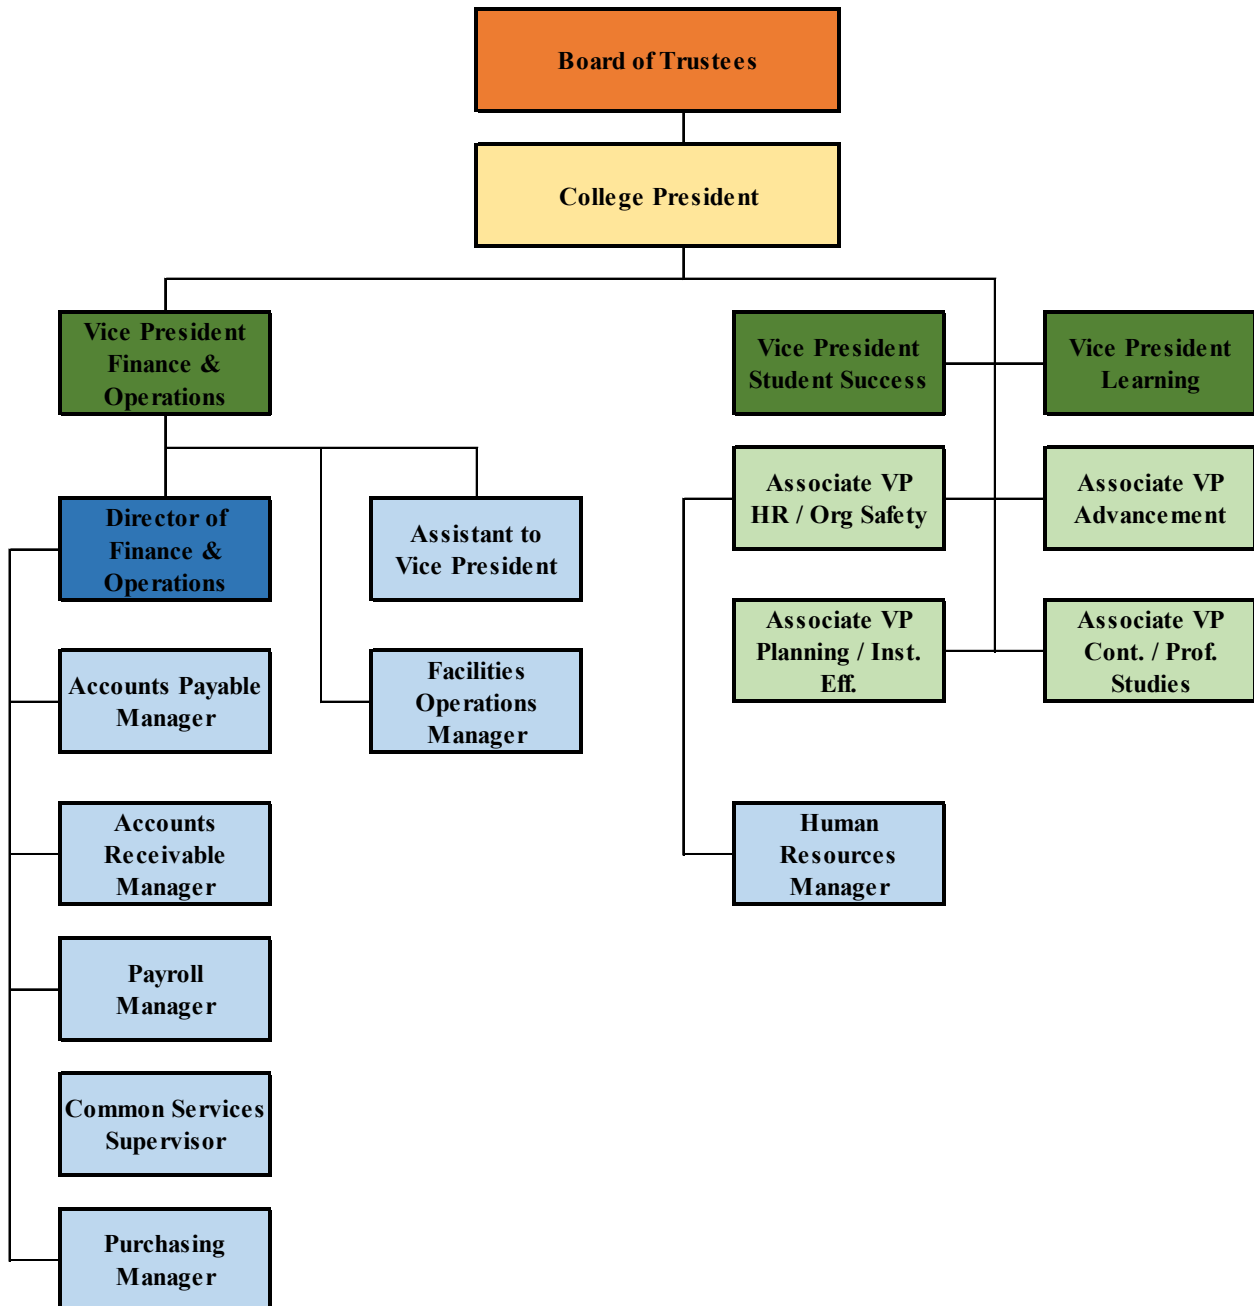 Board of Trustees
College President
Vice President
Finance &
Operations
Vice President
Student Success
Vice President
Learning
Associate VP
HR / Org Safety
Associate VP
Advancement
Director of
Finance &
Operations
Assistant to
Vice President
Associate VP
Planning / Inst.
Eff.
Associate VP
Cont. / Prof.
Studies
Accounts Payable
Manager
Facilities
Operations
Manager
Accounts
Receivable
Manager
Human
Resources
Manager
Payroll
Manager
Common Services
Supervisor
Purchasing
Manager